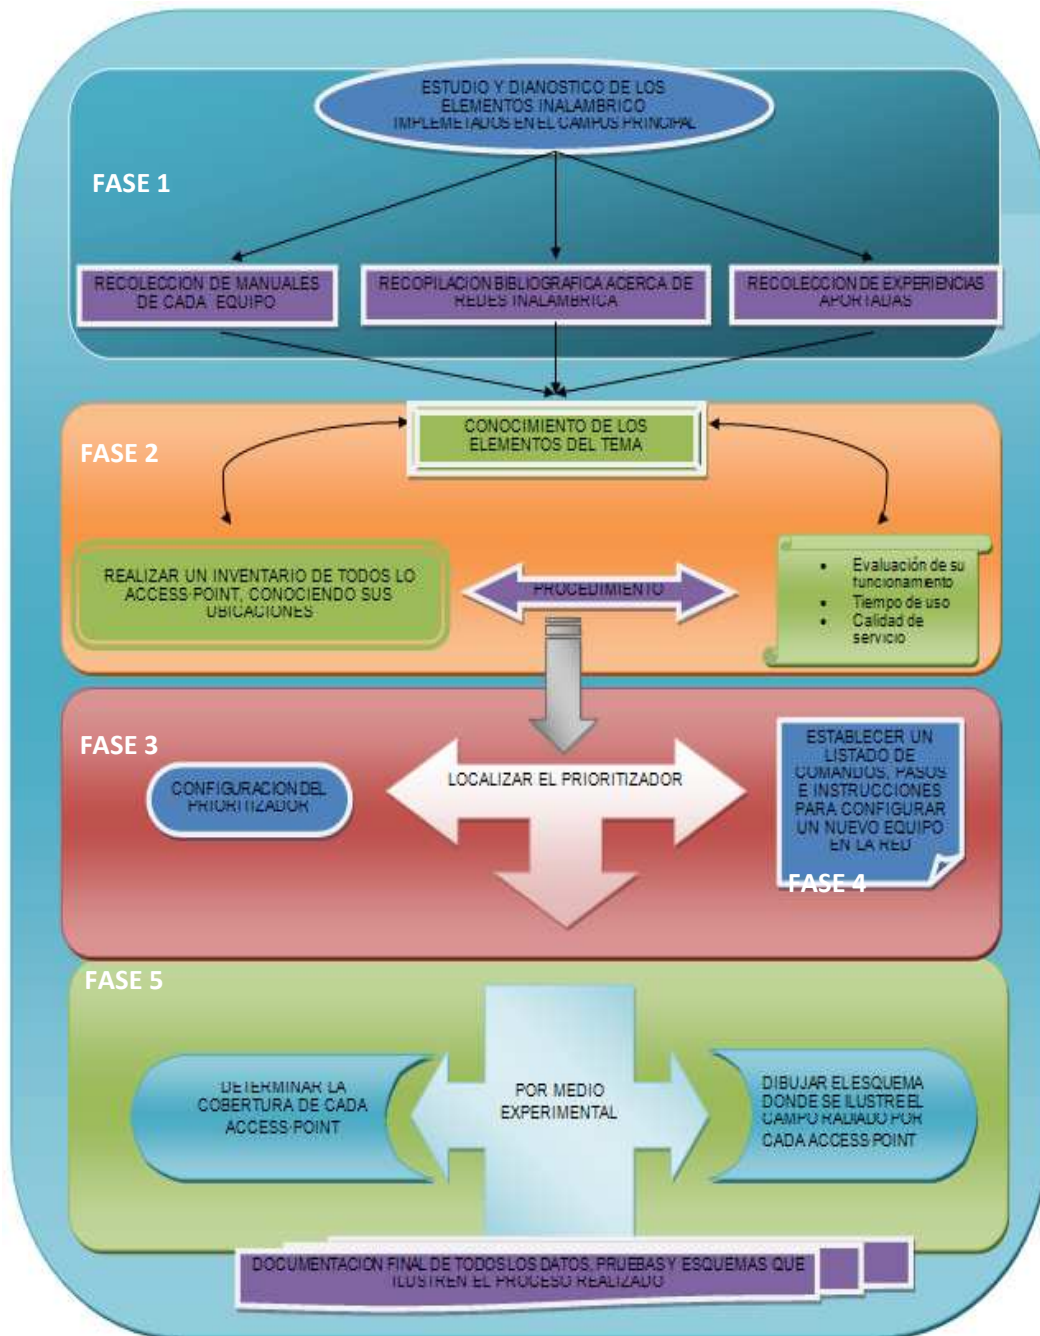 ESTUDIO Y DIANOSTICO DE LOS
ELEMENTOS INALAMBRICO
IMPLEMETADOS EN EL CAMPUS PRINCIPAL
FASE 1
RECOLECCION DE MANUALES
DE CADA EQUIPO
RECOPILACION BIBLIOGRAFICA ACERCA DE
REDES INALAMBRICA
RECOLECCION DE EXPERIENCIAS
APORTADAS
CONOCIMIENTO DE LOS
ELEMENTOS DEL TEMA
FASE 2
REALIZAR UN INVENTARIO DE TODOS LO
ACCESS-POINT, CONOCIENDO SUS
UBICACIONES
PROCEDIMIENTO
• Evaluación de su
funcionamiento
• Tiempo de uso
• Calidad de
servicio
FASE 3
CONFIGURACION DEL
PRIORITIZADOR
LOCALIZAR EL PRIORITIZADOR
ESTABLECER UN
LISTADO DE
COMANDOS, PASOS
E INSTRUCCIONES
PARA CONFIGURAR
UN NUEVO EQUIPO
EN LA RED
FASE 4
FASE 5
DETERMINAR LA
COBERTURA DE CADA
ACCESS-POINT
POR MEDIO
EXPERIMENTAL
DIBUJAR EL ESQUEMA
DONDE SE ILUSTRE EL
CAMPO RADIADO POR
CADA ACCESS-POINT
DOCUMENTACION FINAL DE TODOS LOS DATOS, PRUEBAS Y ESQUEMAS QUE
ILUSTREN EL PROCESO REALIZADO